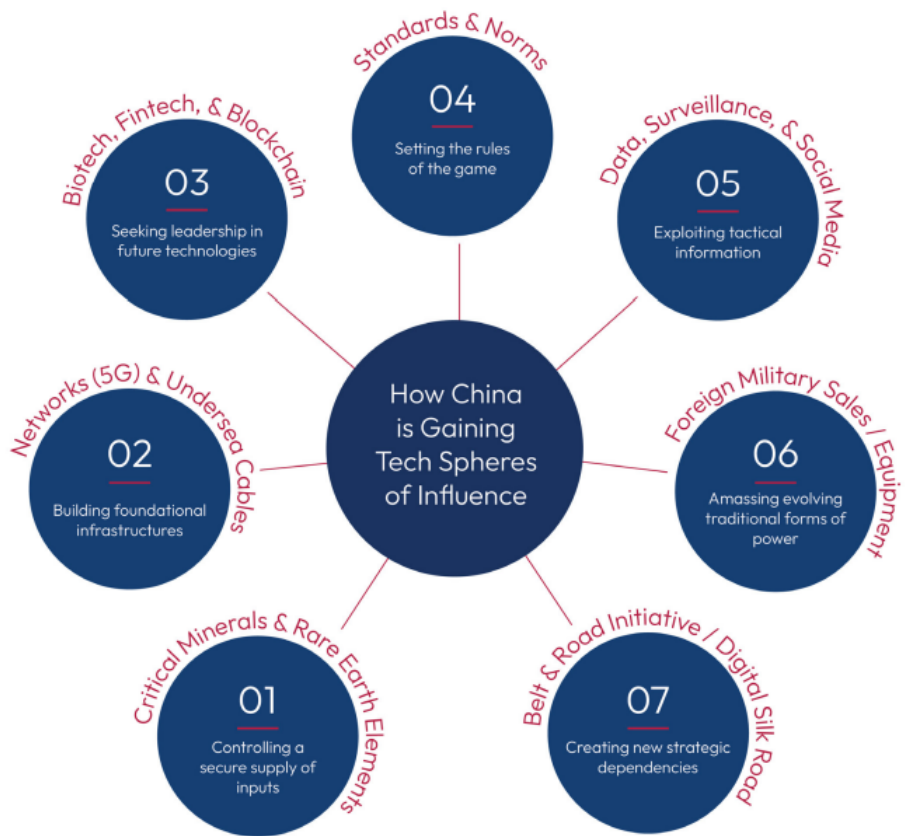 How China
is Gaining
Tech Spheres
of Influence
Critical Minerals & Rare Earth Elements
01
Controlling a
secure supply of
inputs
Networks (5G) & Undersea Cables
02
Building foundational
infrastructures
Biotech, Fintech, & Blockchain
03
Seeking leadership in
future technologies
Standards & Norms
04
Setting the rules
of the game
Data, Surveillance, & Social Media
05
Exploiting tactical
information
Foreign Military Sales / Equipment
06
Amassing evolving
traditional forms of
power
Belt & Road Initiative / Digital Silk Road
07
Creating new strategic
dependencies